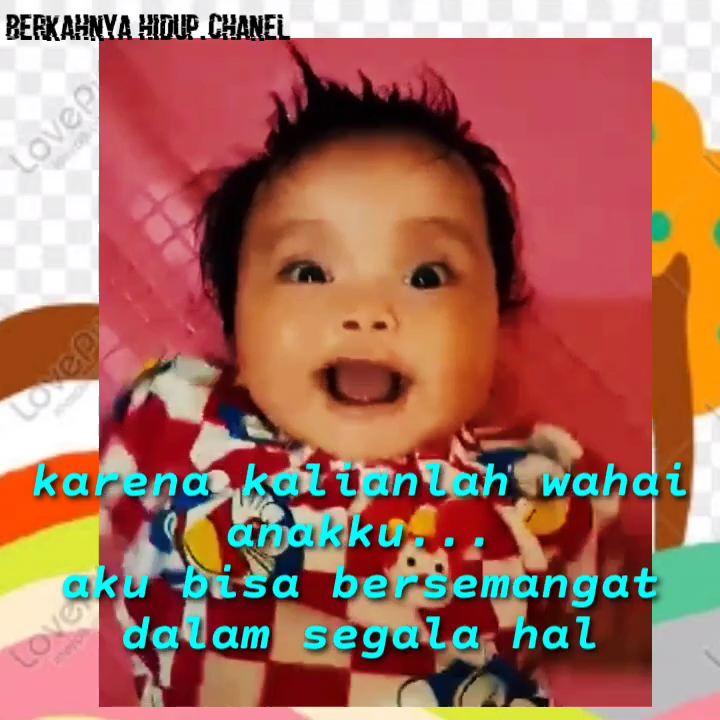 BERKAHNYA HIDUP.CHANEL
karena kalianlah wahai
anakku...
aku bisa bersemangat
dalam segala hal